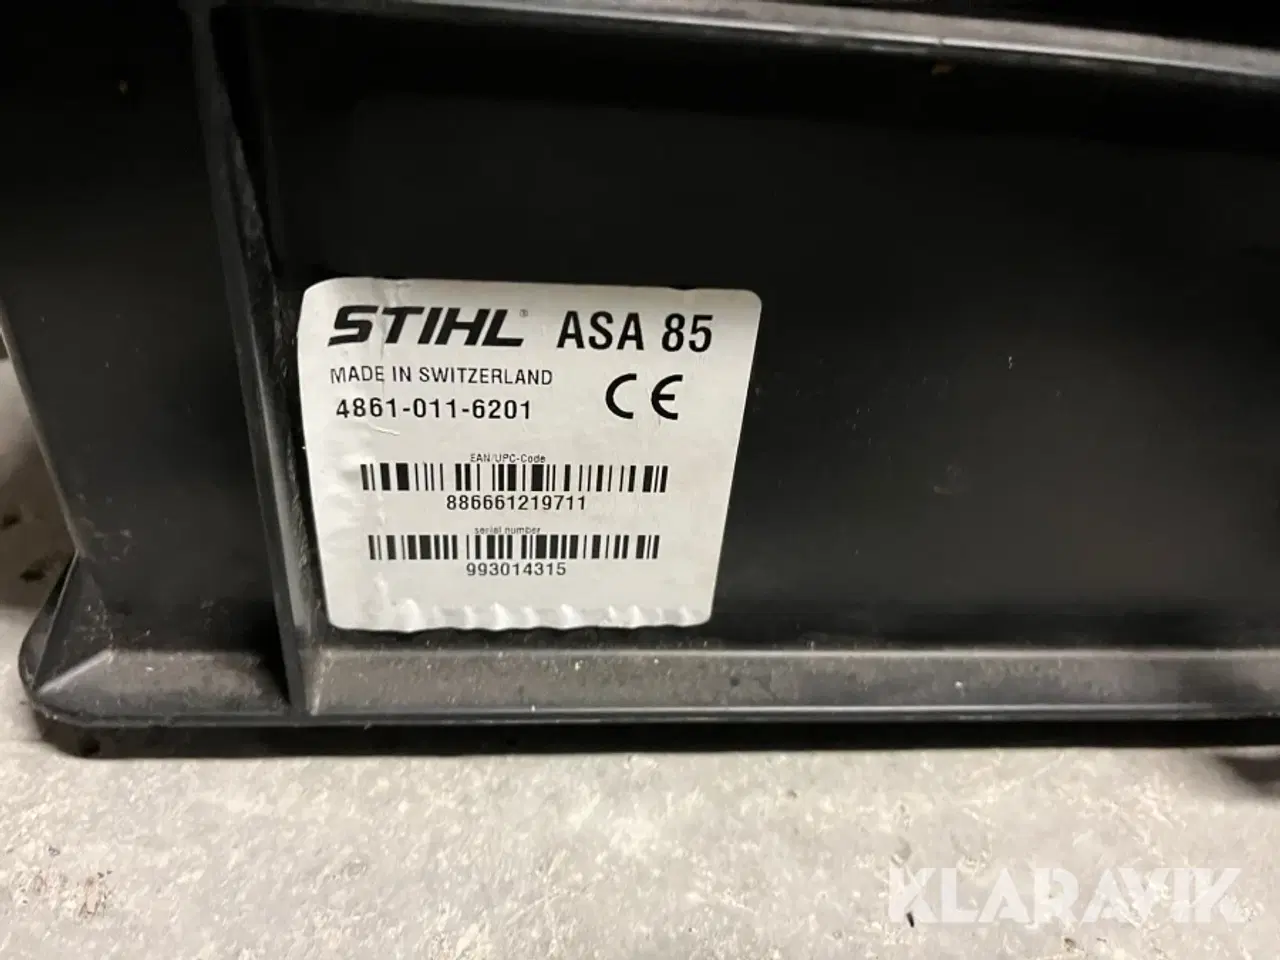 STIHL® ASA 85
MADE IN SWITZERLAND
4861-011-6201 CE
EAN/UPC-Code
886661219711
serial number
993014315
KLARAVIK